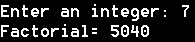 Enter an integer: 7
Factorial= 5040